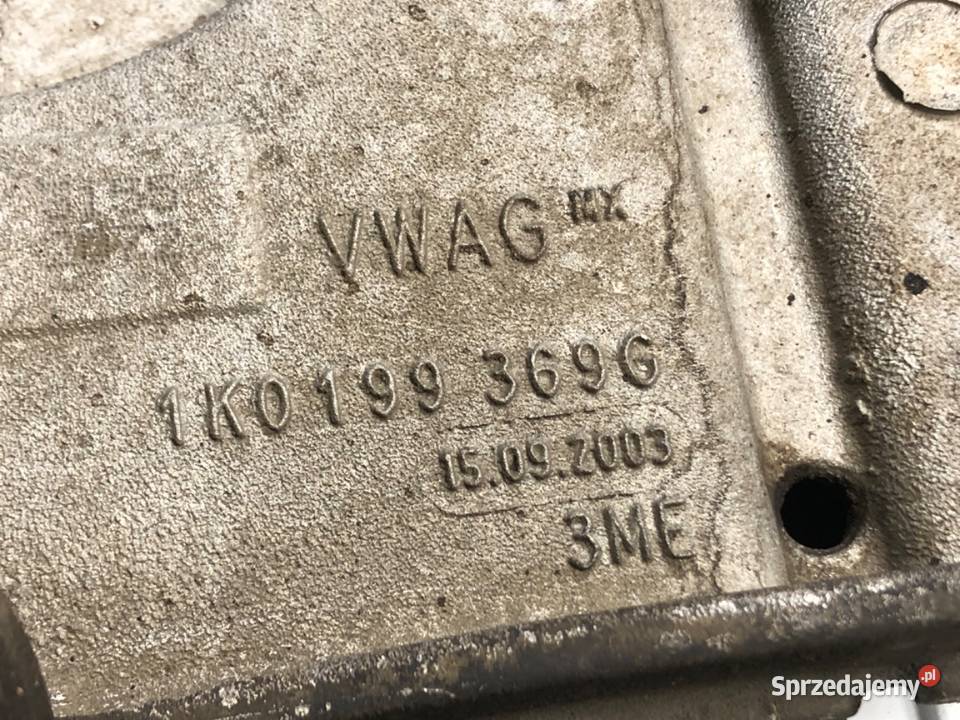 VWAG MX
1K0 199 369G
15.09.2003
3ME
Sprzedajemy.pl